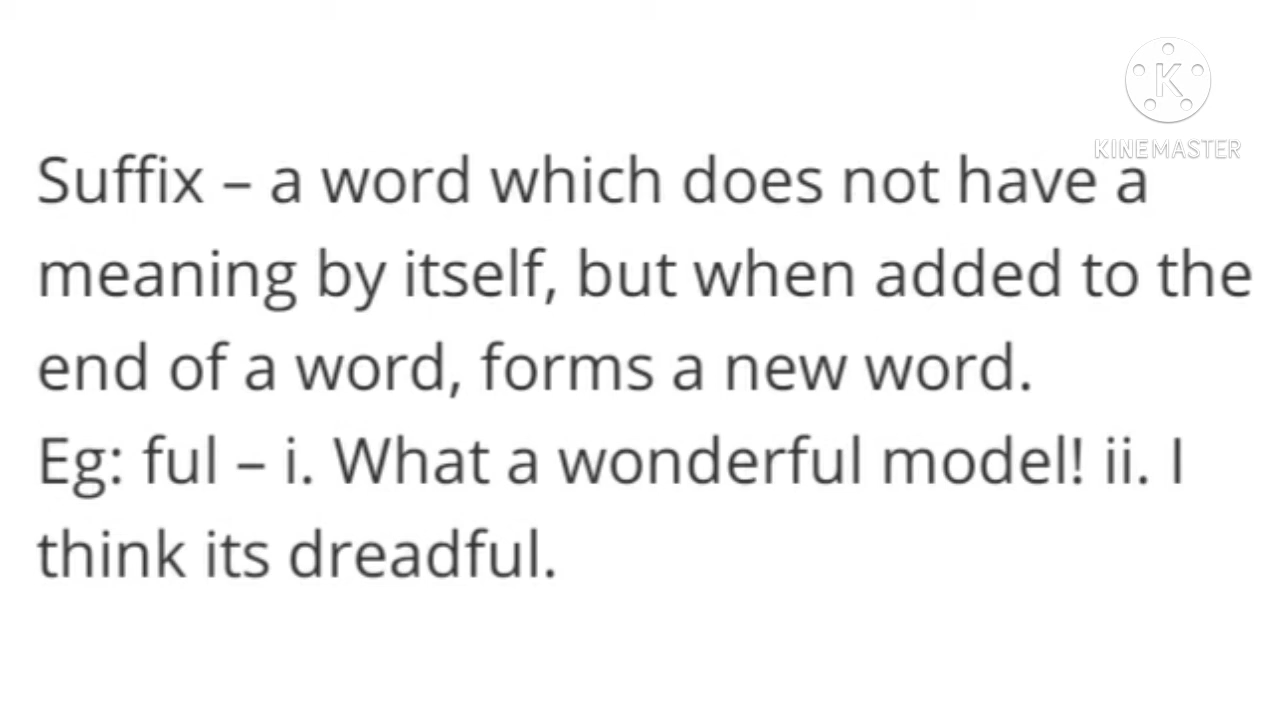 K
KINEMASTER
Suffix – a word which does not have a
meaning by itself, but when added to the
end of a word, forms a new word.
Eg: ful – i. What a wonderful model! ii. I
think its dreadful.